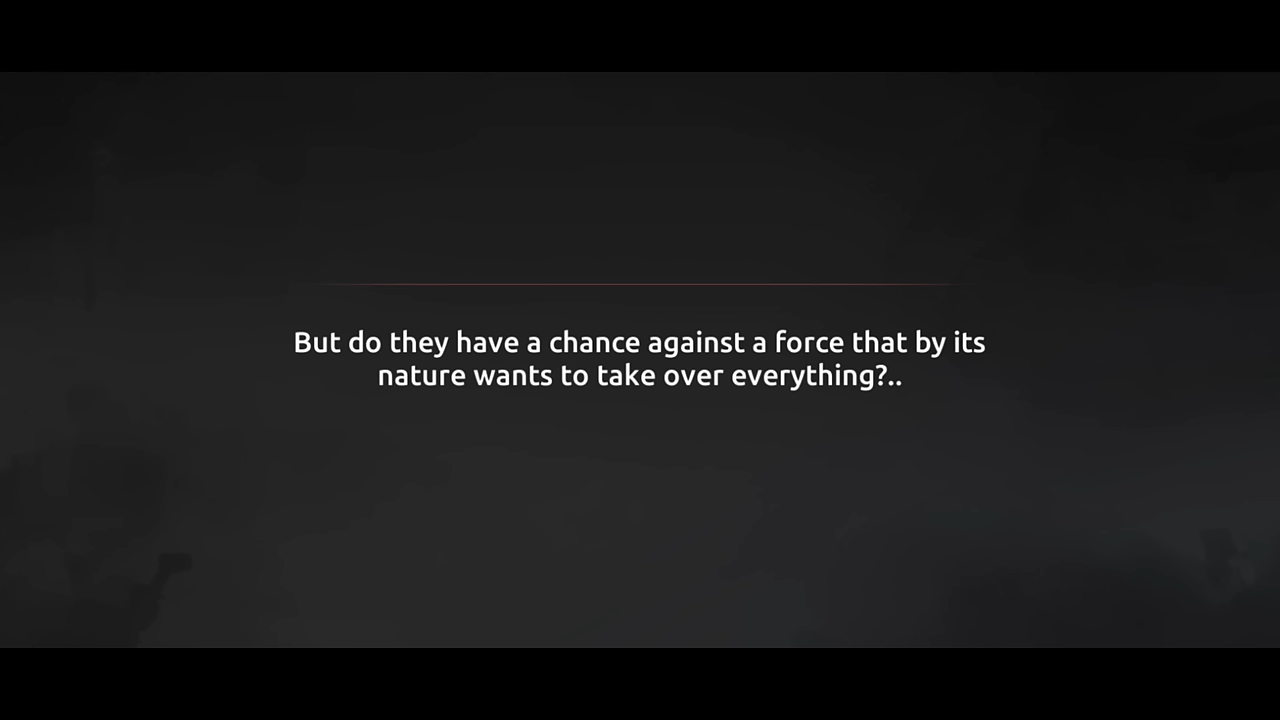 But do they have a chance against a force that by its
nature wants to take over everything?..